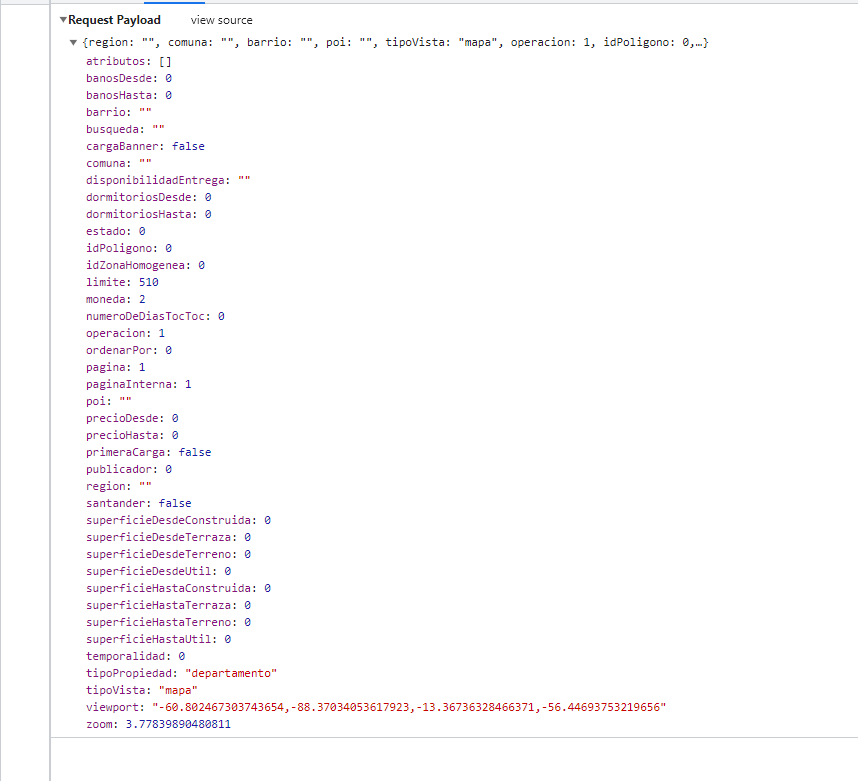 ▼Request Payload view source
▼ {region: "", comuna: "", barrio: "", poi: "", tipoVista: "mapa", operacion: 1, idPoligono: 0,…}
atributos: []
banosDesde: 0
banosHasta: 0
barrio: ""
busqueda: ""
cargaBanner: false
comuna: ""
disponibilidadEntrega: ""
dormitoriosDesde: 0
dormitoriosHasta: 0
estado: 0
idPoligono: 0
idZonaHomogenea: 0
limite: 510
moneda: 2
numeroDeDiasTocToc: 0
operacion: 1
ordenarPor: 0
pagina: 1
paginaInterna: 1
poi: ""
precioDesde: 0
precioHasta: 0
primeraCarga: false
publicador: 0
region: ""
santander: false
superficieDesdeConstruida: 0
superficieDesdeTerraza: 0
superficieDesdeTerreno: 0
superficieDesdeUtil: 0
superficieHastaConstruida: 0
superficieHastaTerraza: 0
superficieHastaTerreno: 0
superficieHastaUtil: 0
temporalidad: 0
tipoPropiedad: "departamento"
tipoVista: "mapa"
viewport: "-60.802467303743654,-88.37034053617923,-13.36736328466371,-56.44693753219656"
zoom: 3.77839890480811